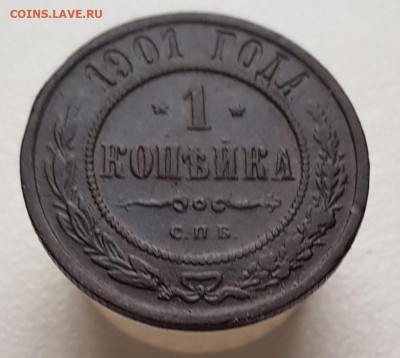 COINS.LAVE.RU
1901 ГОДА
* 1 *
КОПѢЙКА
С.П.Б.